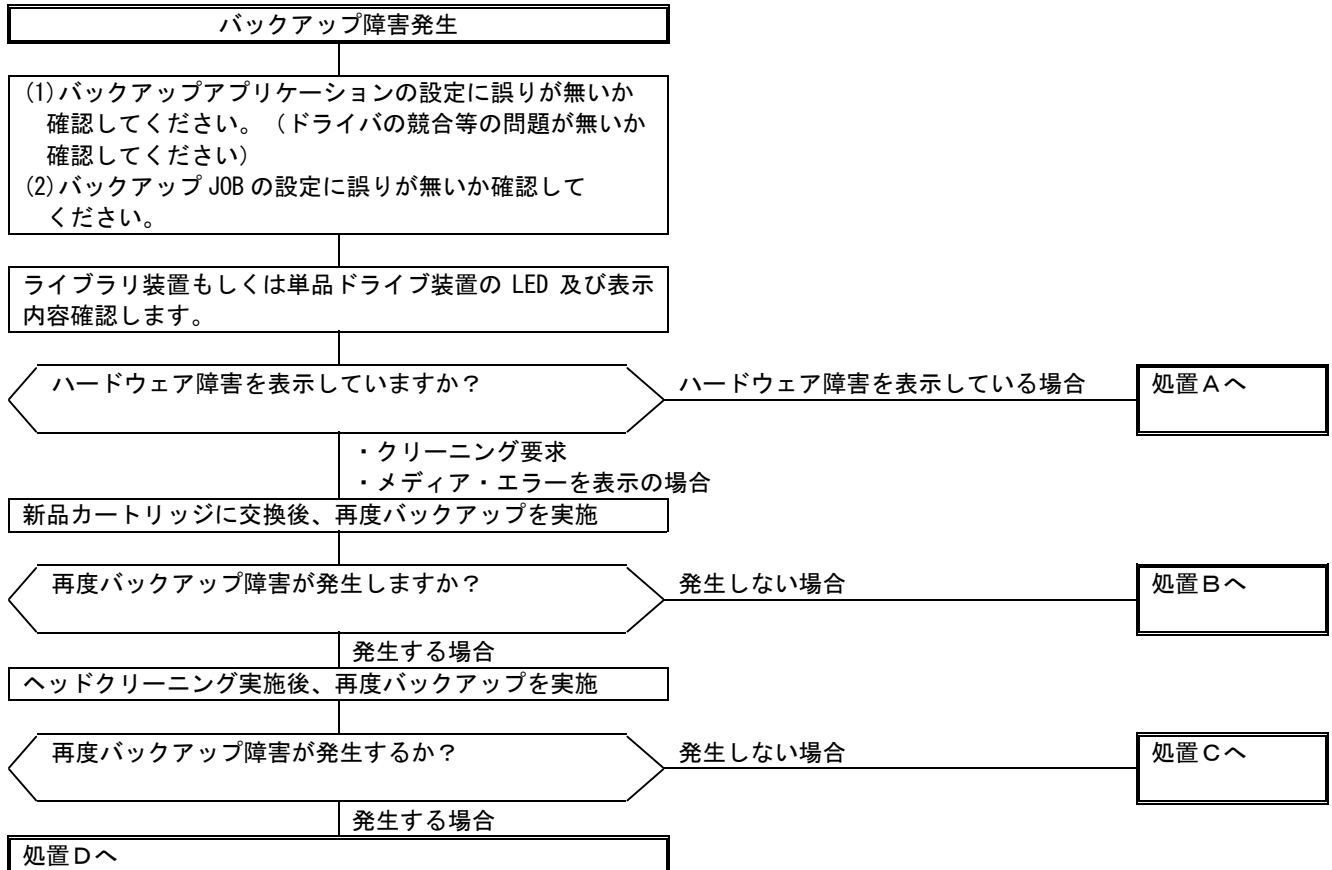 バックアップ障害発生
(1)バックアップアプリケーションの設定に誤りが無いか
確認してください。（ドライバの競合等の問題が無いか
確認してください）
(2)バックアップJOBの設定に誤りが無いか確認して
ください。
ライブラリ装置もしくは単品ドライブ装置の LED 及び表示
内容確認します。
ハードウェア障害を表示していますか？
ハードウェア障害を表示している場合
処置Aへ
・クリーニング要求
・メディア・エラーを表示の場合
新品カートリッジに交換後、再度バックアップを実施
再度バックアップ障害が発生しますか？
発生しない場合
処置Bへ
発生する場合
ヘッドクリーニング実施後、再度バックアップを実施
再度バックアップ障害が発生するか？
発生しない場合
処置Cへ
発生する場合
処置Dへ